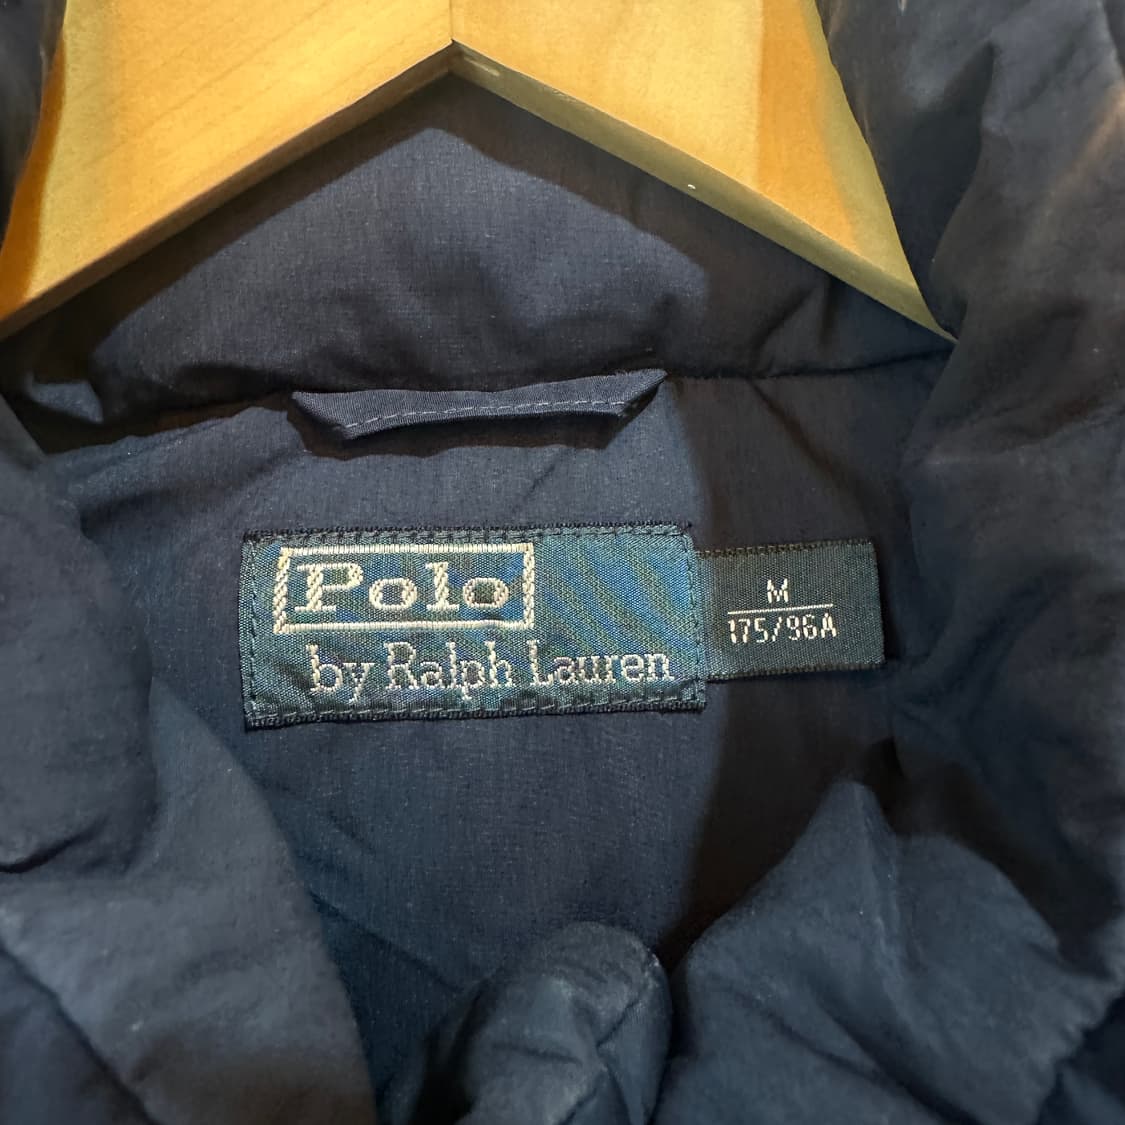 Polo
by Ralph Lauren
M
175/96A